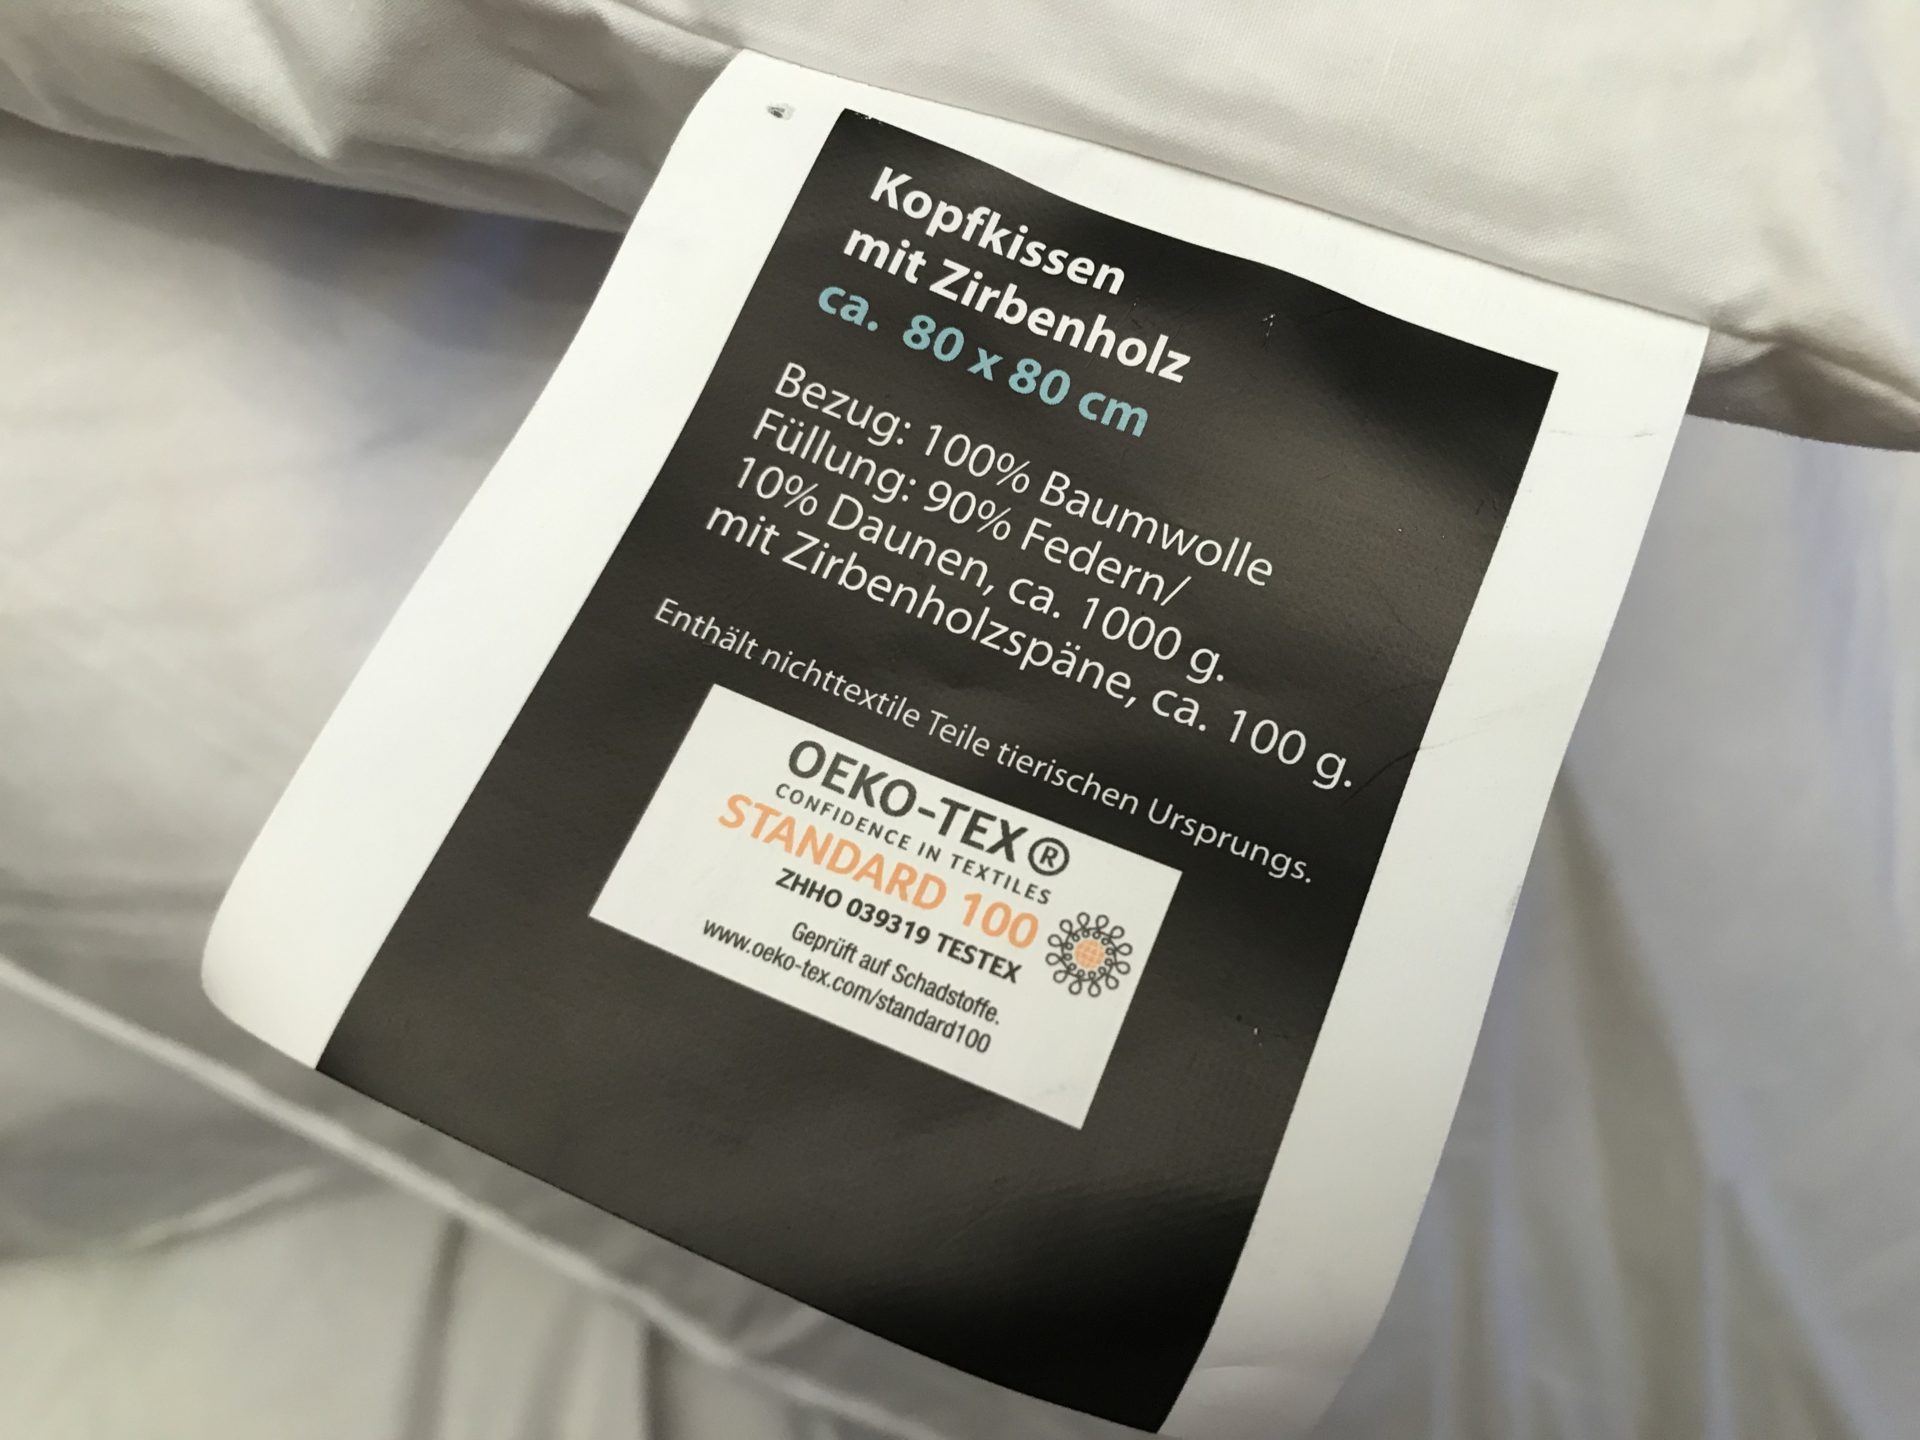 Kopfkissen
mit Zirbenholz
ca. 80 x 80 cm
Bezug: 100% Baumwolle
Füllung: 90% Federn/
10% Daunen, ca. 1000 g.
mit Zirbenholzspäne, ca. 100 g.
Enthält nichttextile Teile tierischen Ursprungs.
OEKO-TEX®
CONFIDENCE IN TEXTILES
STANDARD 100
ZHHO 039319 TESTEX
Geprüft auf Schadstoffe.
www.oeko-tex.com/standard100